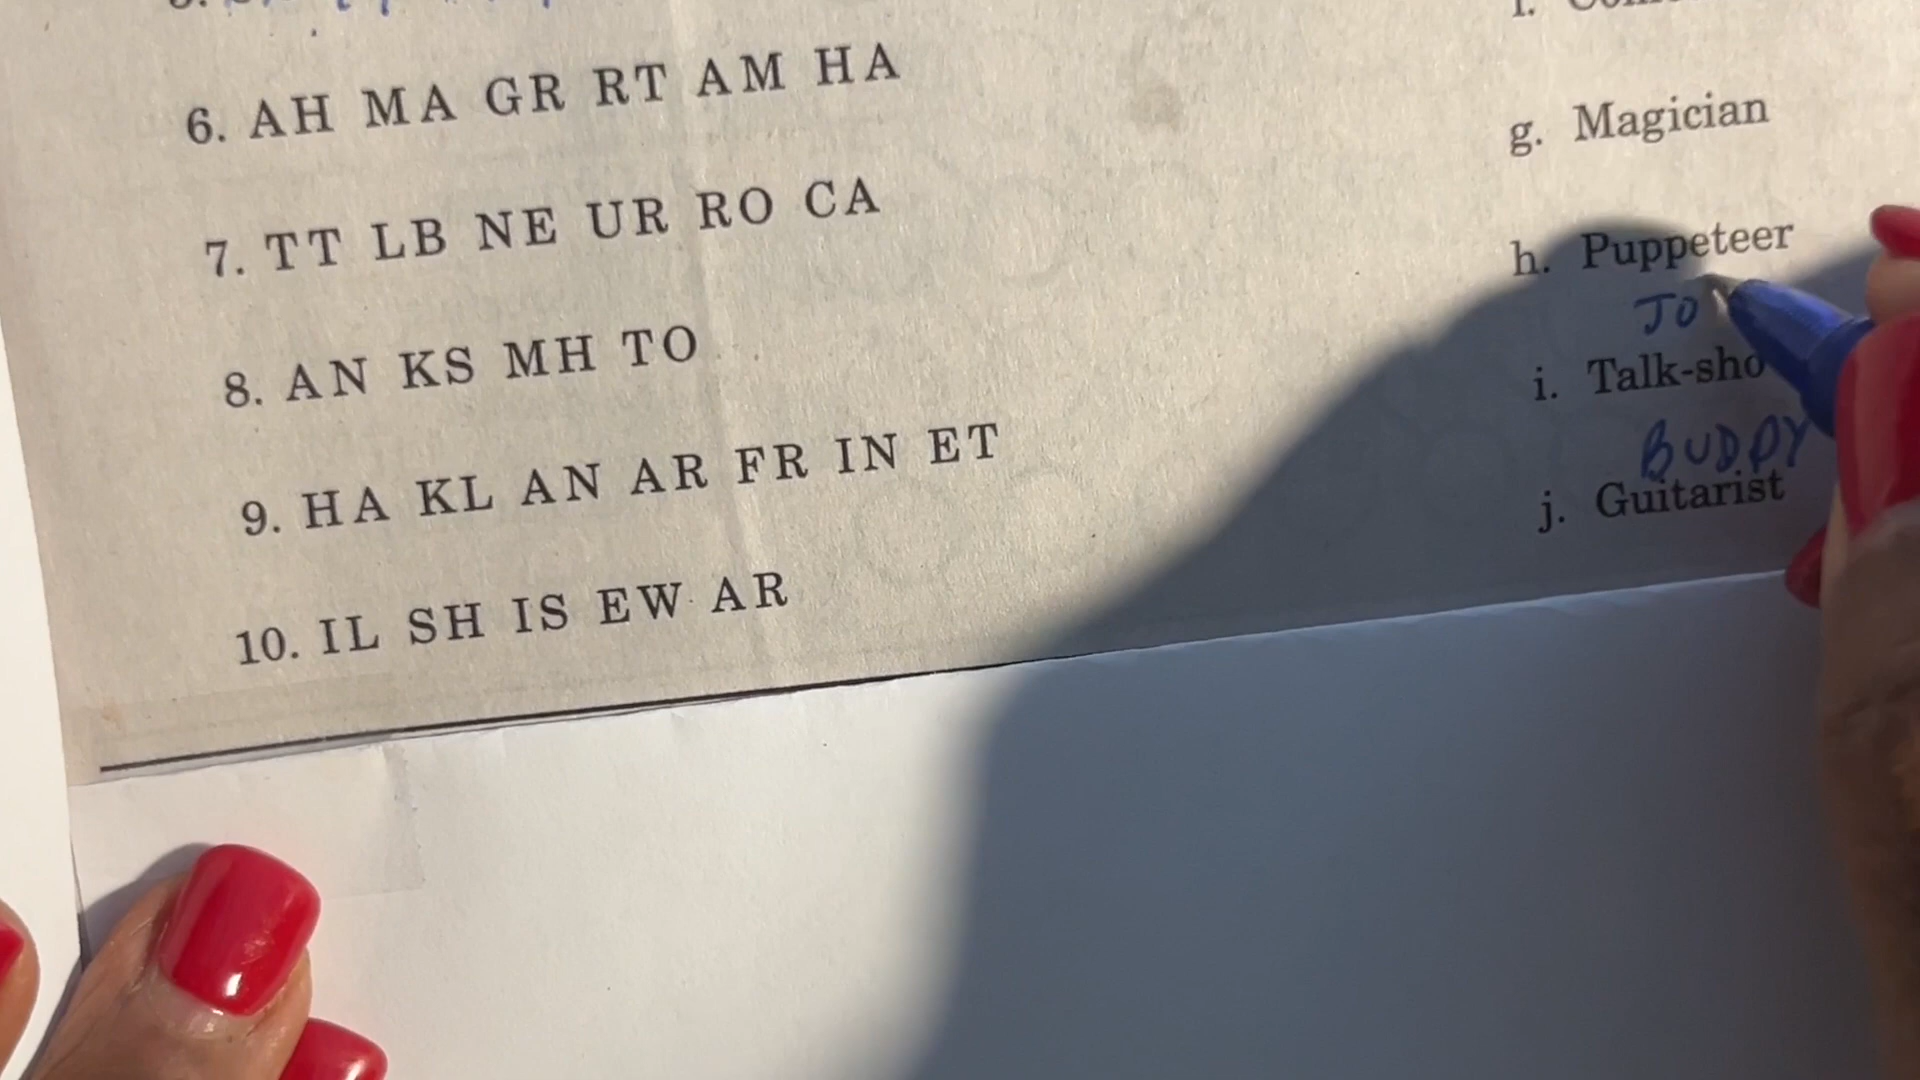 6. AH MA GR RT AM HA
7. TT LB NE UR RO CA
8. AN KS MH TO
9. HA KL AN AR FR IN ET
10. IL SH IS EW AR
g. Magician
h. Puppeteer
JO
i. Talk-sho
BUDDY
j. Guitarist